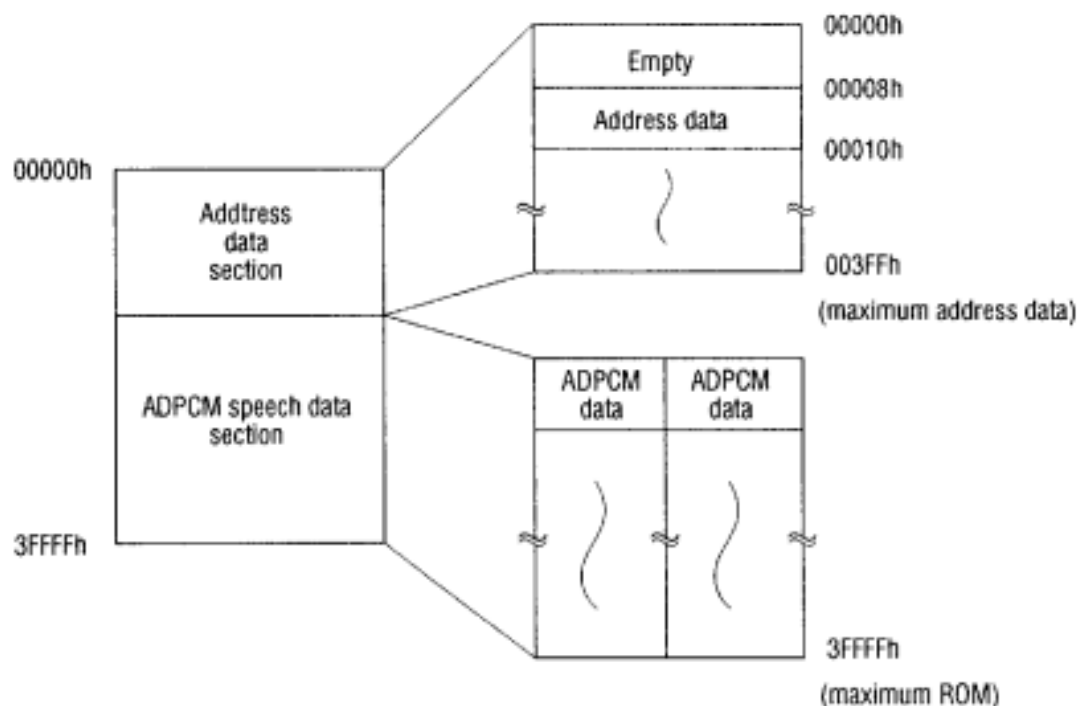 00000h
Addtress
data
section
ADPCM speech data
section
3FFFFh
00000h
Empty
00008h
Address data
00010h
003FFh
(maximum address data)
ADPCM
data
ADPCM
data
3FFFFh
(maximum ROM)